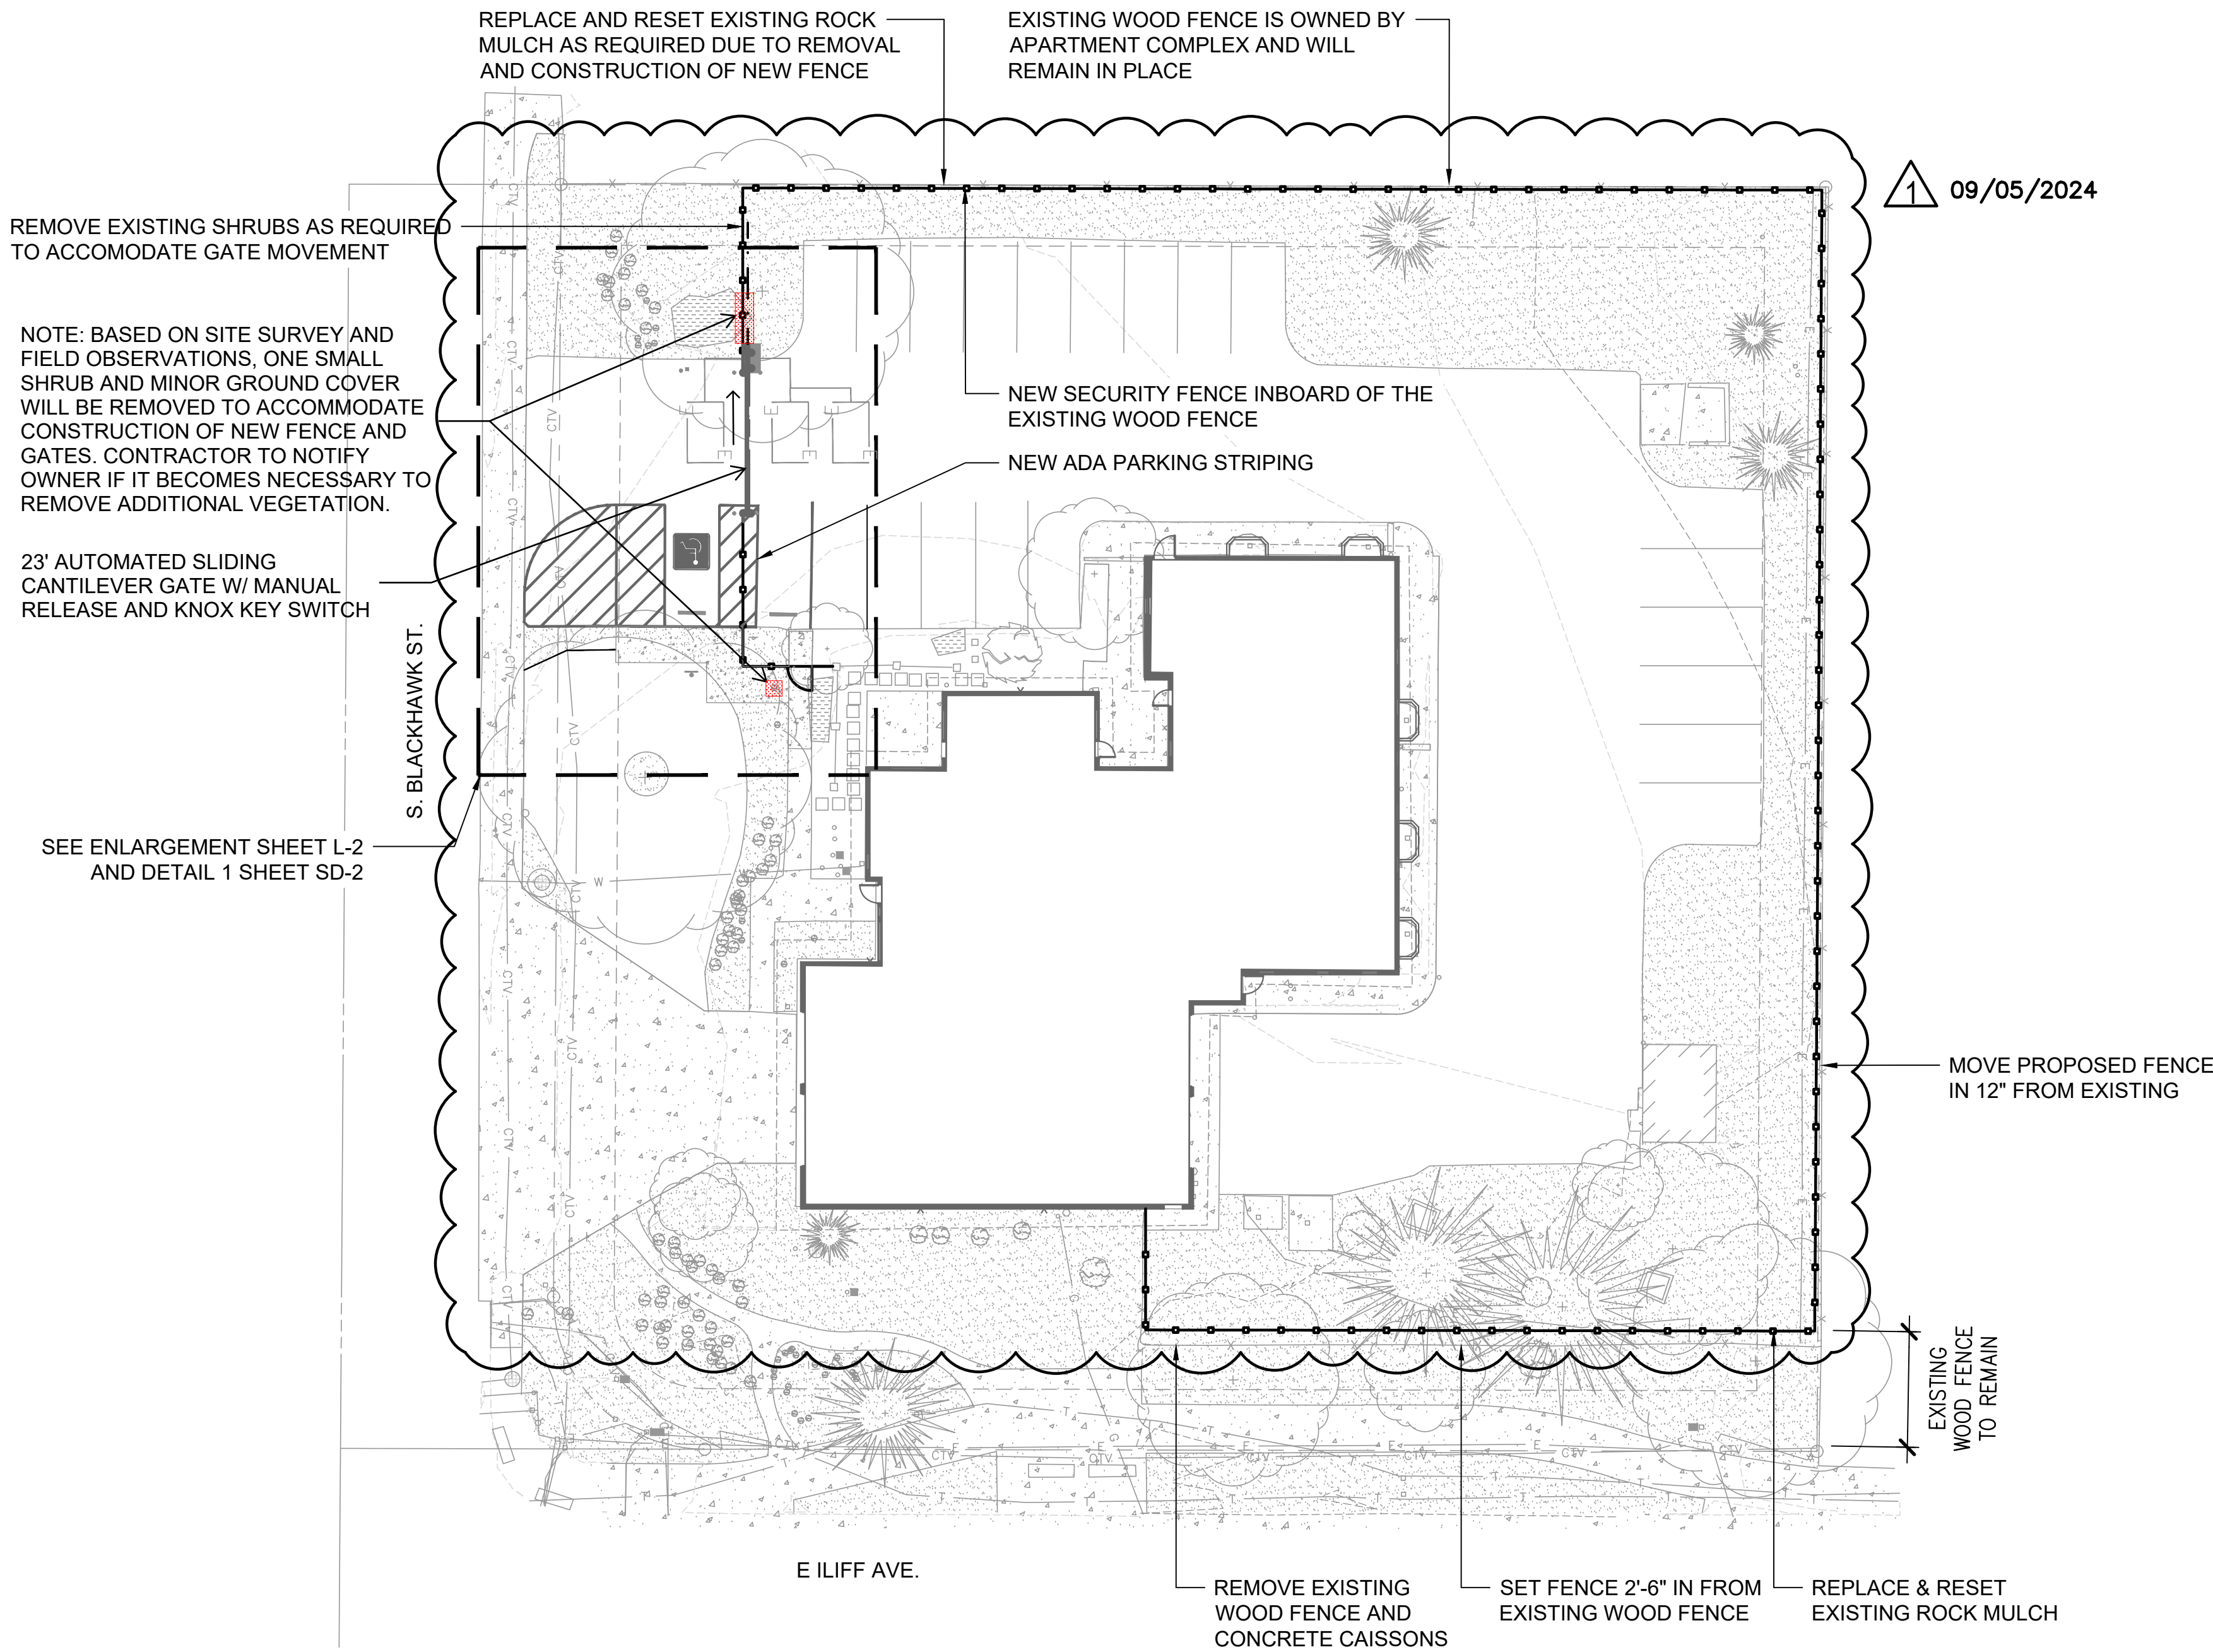 REPLACE AND RESET EXISTING ROCK
MULCH AS REQUIRED DUE TO REMOVAL
AND CONSTRUCTION OF NEW FENCE
EXISTING WOOD FENCE IS OWNED BY
APARTMENT COMPLEX AND WILL
REMAIN IN PLACE
1 09/05/2024
REMOVE EXISTING SHRUBS AS REQUIRED
TO ACCOMODATE GATE MOVEMENT
NOTE: BASED ON SITE SURVEY AND
FIELD OBSERVATIONS, ONE SMALL
SHRUB AND MINOR GROUND COVER
WILL BE REMOVED TO ACCOMMODATE
CONSTRUCTION OF NEW FENCE AND
GATES. CONTRACTOR TO NOTIFY
OWNER IF IT BECOMES NECESSARY TO
REMOVE ADDITIONAL VEGETATION.
NEW SECURITY FENCE INBOARD OF THE
EXISTING WOOD FENCE
NEW ADA PARKING STRIPING
23' AUTOMATED SLIDING
CANTILEVER GATE W/ MANUAL
RELEASE AND KNOX KEY SWITCH
S. BLACKHAWK ST.
SEE ENLARGEMENT SHEET L-2
AND DETAIL 1 SHEET SD-2
MOVE PROPOSED FENCE
IN 12" FROM EXISTING
EXISTING
WOOD FENCE
TO REMAIN
E ILIFF AVE.
REMOVE EXISTING
WOOD FENCE AND
CONCRETE CAISSONS
SET FENCE 2'-6" IN FROM
EXISTING WOOD FENCE
REPLACE & RESET
EXISTING ROCK MULCH